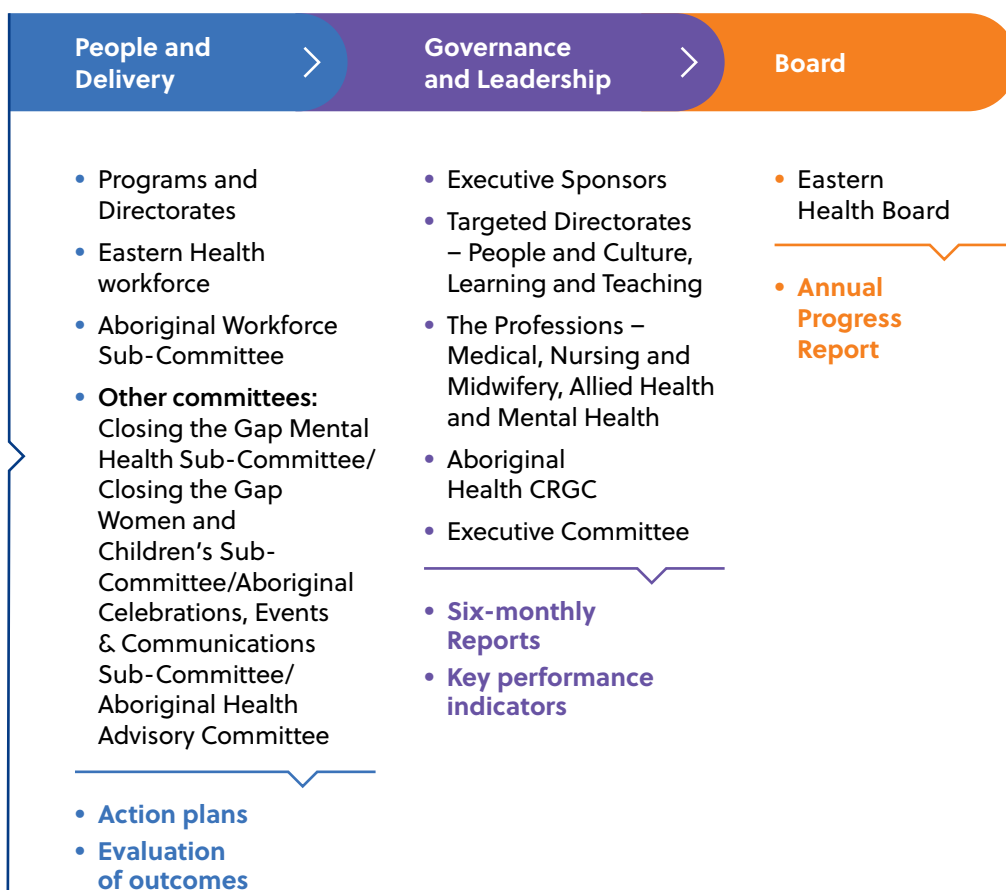 People and
Delivery
Governance
and Leadership
Board
• Programs and
Directorates
• Eastern Health
workforce
• Aboriginal Workforce
Sub-Committee
• Other committees:
Closing the Gap Mental
Health Sub-Committee/
Closing the Gap
Women and
Children's Sub-
Committee/Aboriginal
Celebrations, Events
& Communications
Sub-Committee/
Aboriginal Health
Advisory Committee
• Action plans
• Evaluation
of outcomes
• Executive Sponsors
• Targeted Directorates
– People and Culture,
Learning and Teaching
• The Professions –
Medical, Nursing and
Midwifery, Allied Health
and Mental Health
• Aboriginal
Health CRGC
• Executive Committee
• Six-monthly
Reports
• Key performance
indicators
• Eastern
Health Board
• Annual
Progress
Report